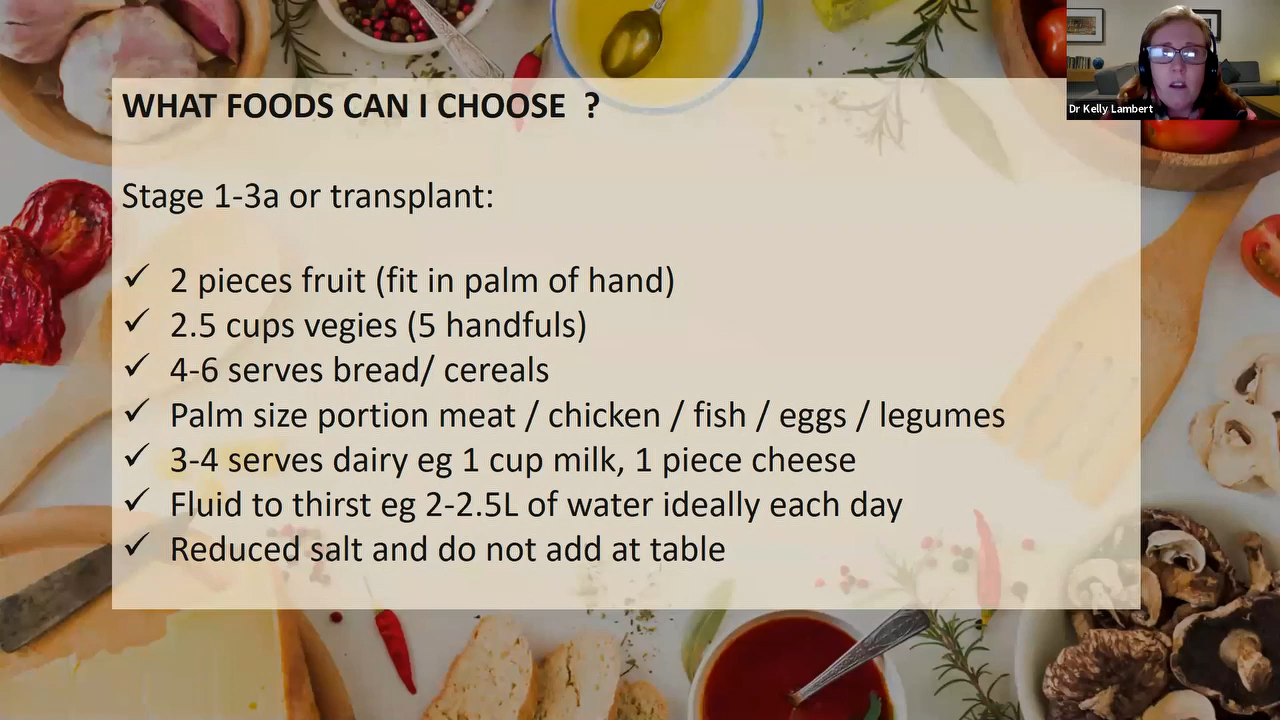 WHAT FOODS CAN I CHOOSE ?
Dr Kelly Lambert
Stage 1-3a or transplant:
✓ 2 pieces fruit (fit in palm of hand)
✓ 2.5 cups vegies (5 handfuls)
✓ 4-6 serves bread/ cereals
✓ Palm size portion meat / chicken / fish / eggs / legumes
✓ 3-4 serves dairy eg 1 cup milk, 1 piece cheese
✓ Fluid to thirst eg 2-2.5L of water ideally each day
✓ Reduced salt and do not add at table